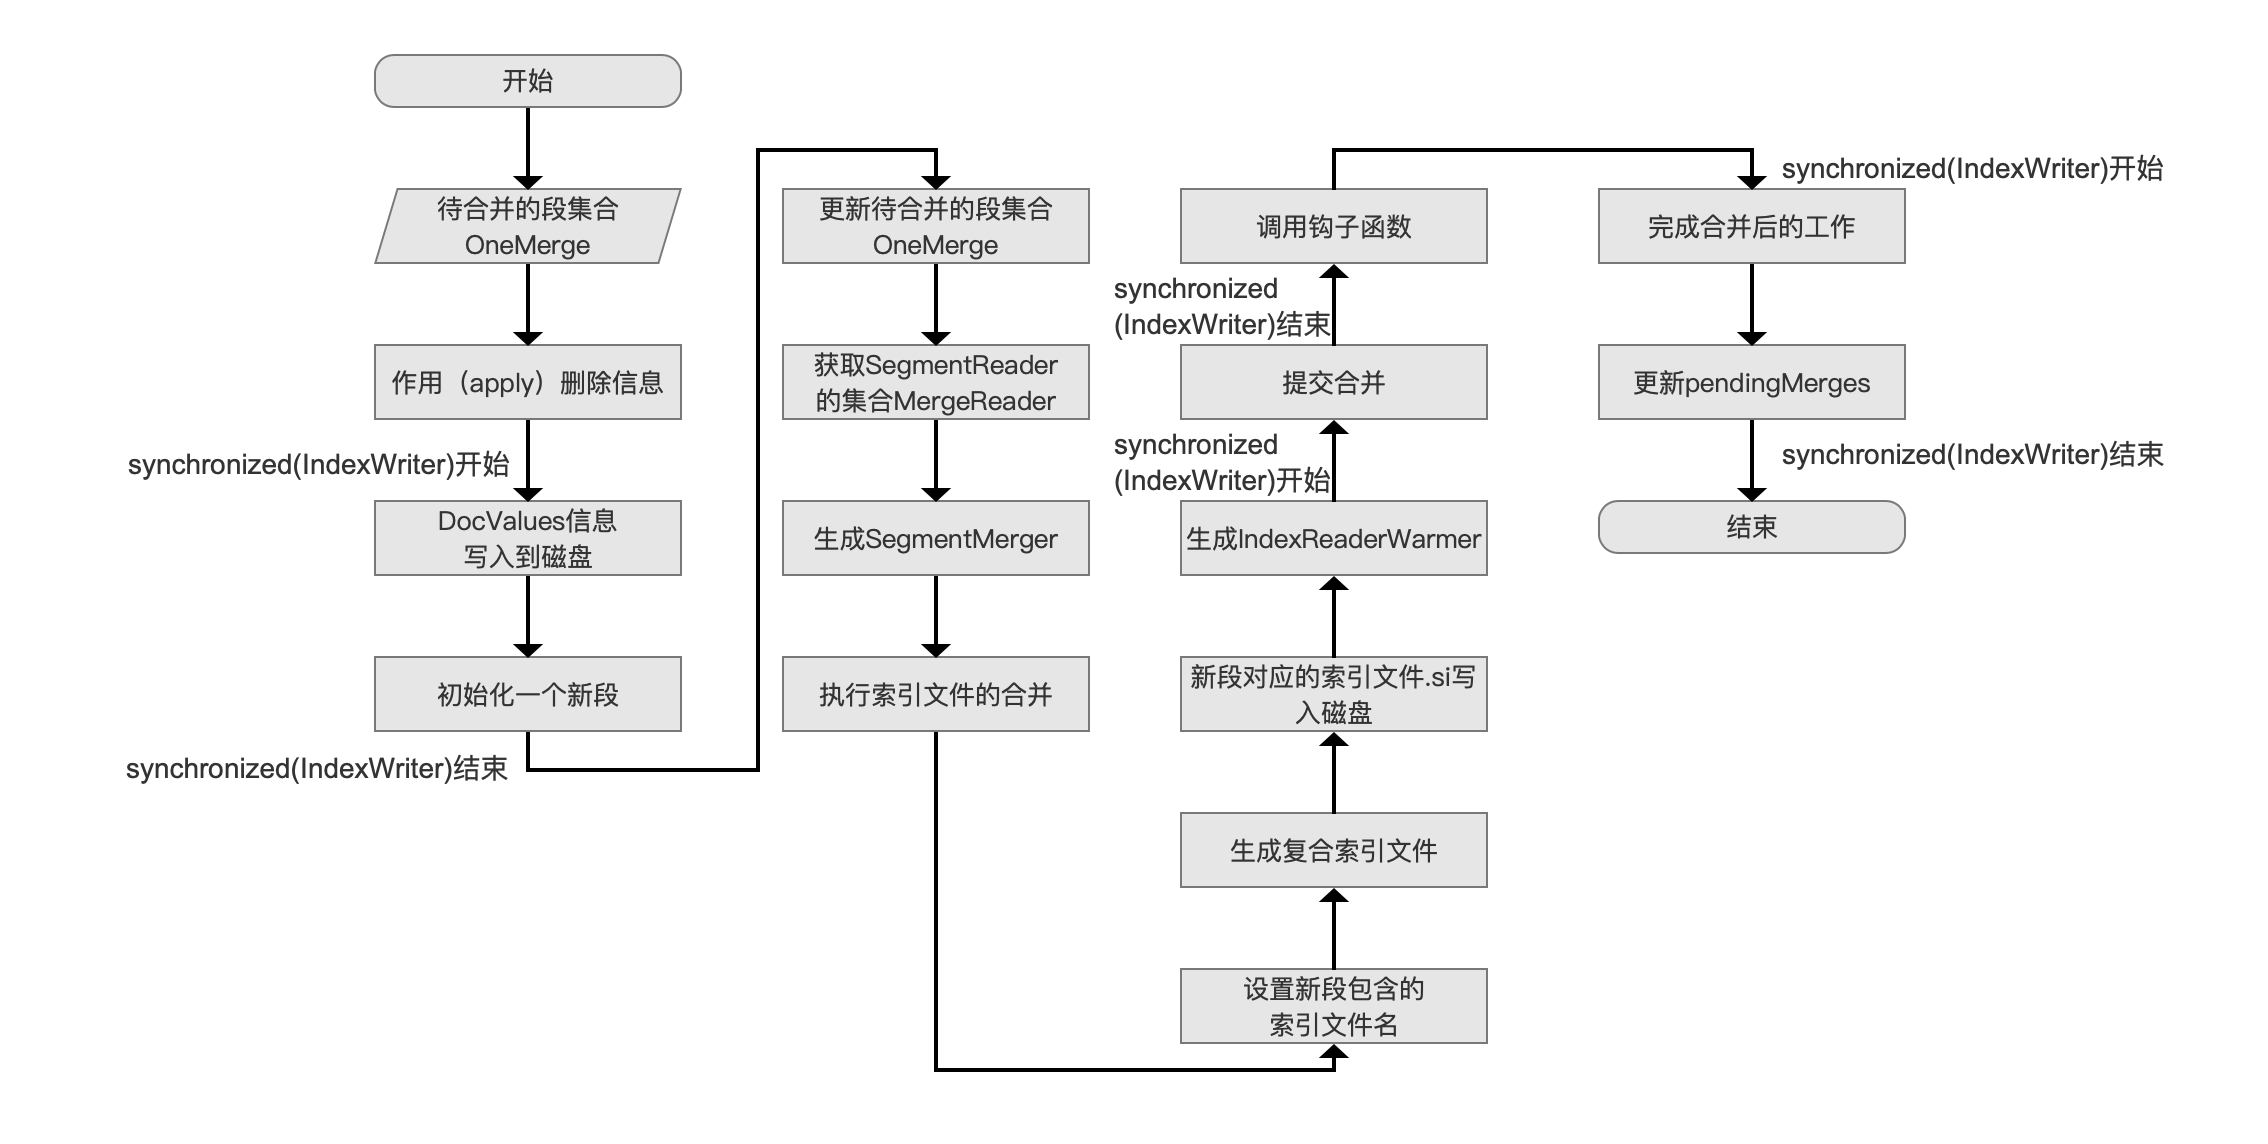 开始
待合并的段集合
OneMerge
作用（apply）删除信息
synchronized(IndexWriter)开始
DocValues信息
写入到磁盘
初始化一个新段
synchronized(IndexWriter)结束
更新待合并的段集合
OneMerge
获取SegmentReader
的集合MergeReader
生成SegmentMerger
执行索引文件的合并
设置新段包含的
索引文件名
生成复合索引文件
新段对应的索引文件.si写
入磁盘
生成IndexReaderWarmer
synchronized
(IndexWriter)开始
提交合并
synchronized
(IndexWriter)结束
调用钩子函数
synchronized(IndexWriter)开始
完成合并后的工作
更新pendingMerges
synchronized(IndexWriter)结束
结束